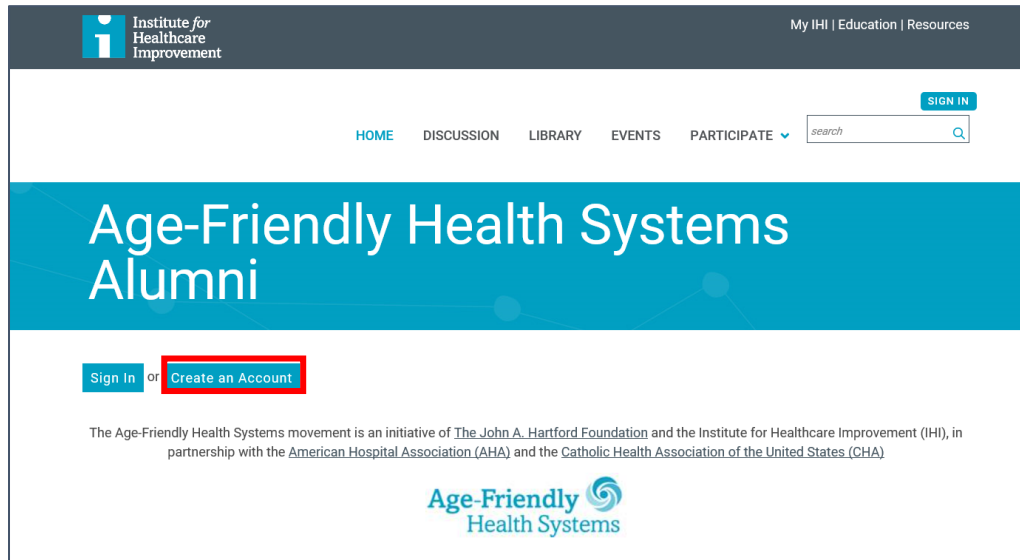 Institute for
Healthcare
Improvement
My IHI | Education | Resources
SIGN IN
HOME DISCUSSION LIBRARY EVENTS PARTICIPATE search
Age-Friendly Health Systems
Alumni
Sign In or Create an Account
The Age-Friendly Health Systems movement is an initiative of The John A. Hartford Foundation and the Institute for Healthcare Improvement (IHI), in
partnership with the American Hospital Association (AHA) and the Catholic Health Association of the United States (CHA)
Age-Friendly
Health Systems